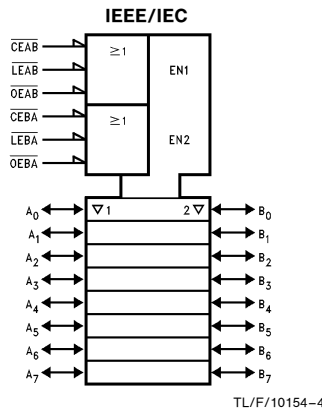 IEEE/IEC
CEAB
LEAB
OEAB
CEBA
LEBA
OEBA
≥1
EN1
≥1
EN2
A0 ▽1 2▽ B0
A1 B1
A2 B2
A3 B3
A4 B4
A5 B5
A6 B6
A7 B7
TL/F/10154–4